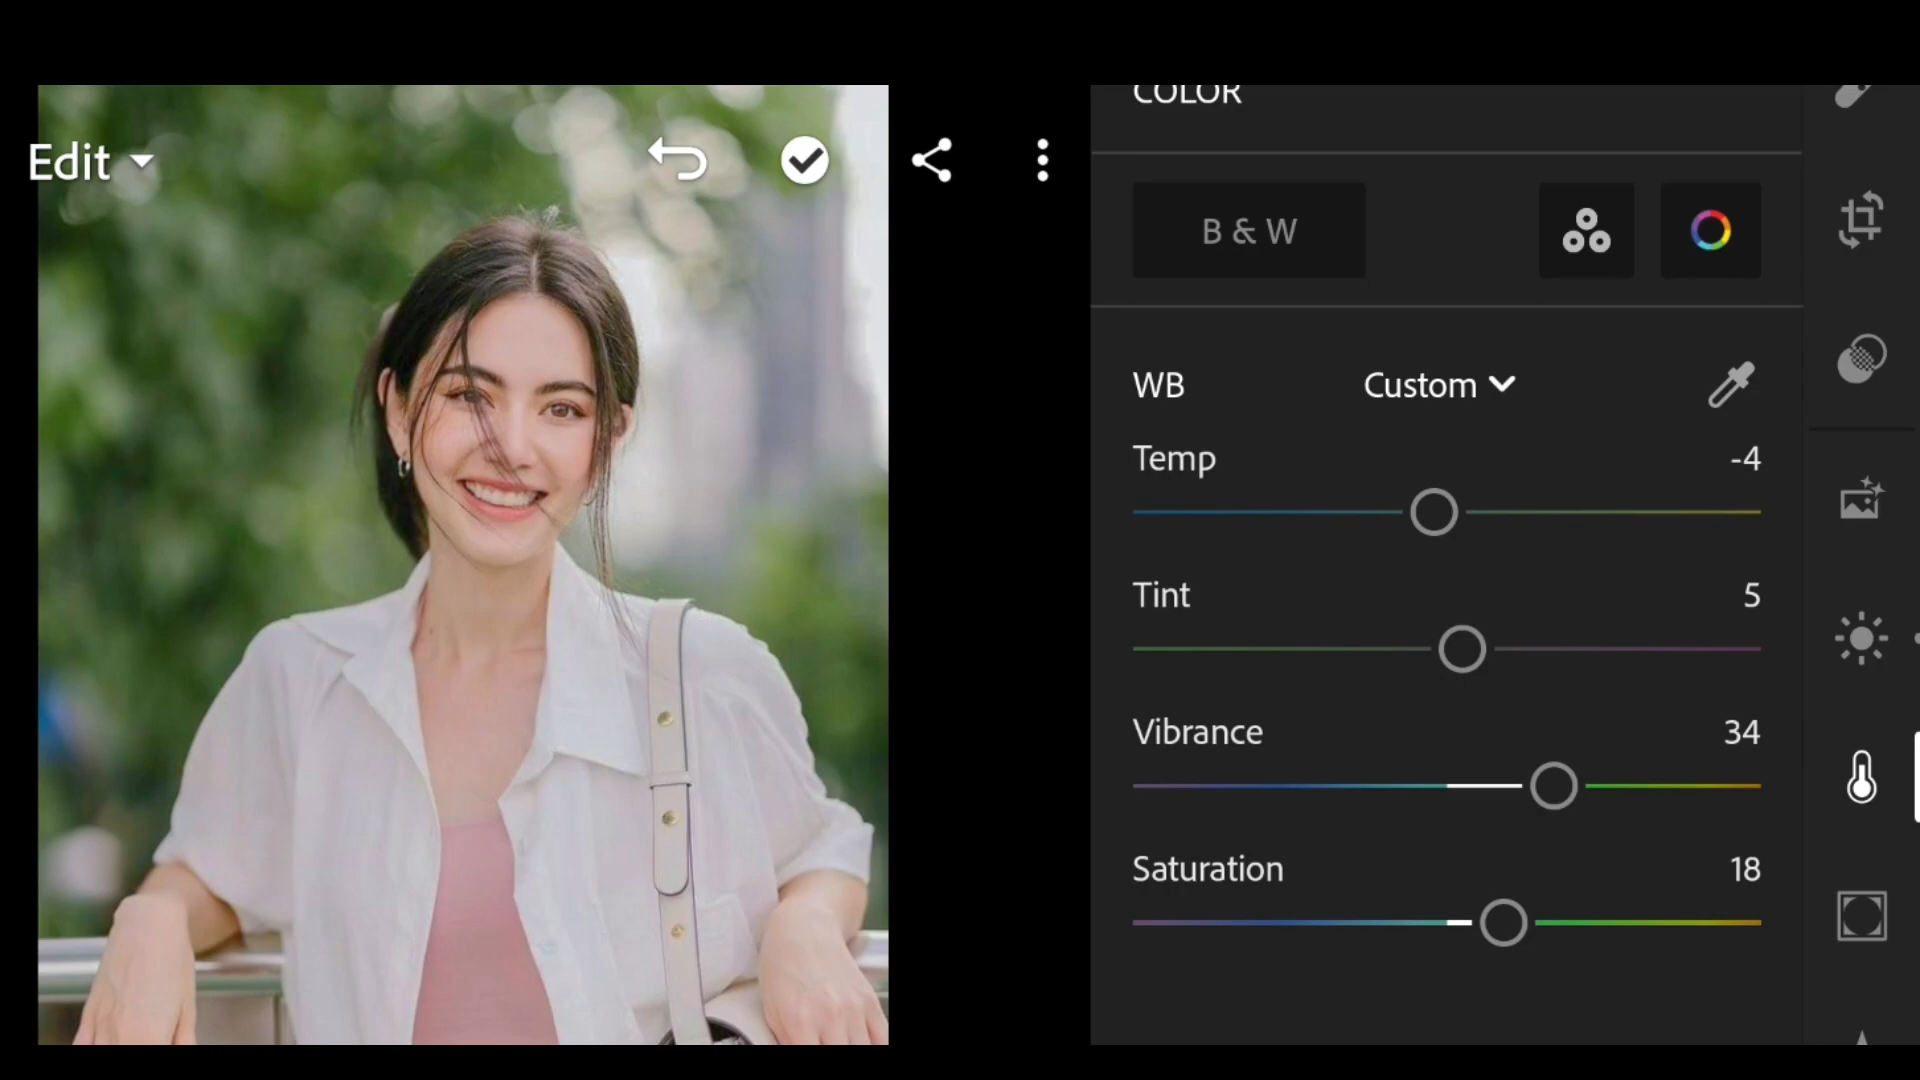 Edit
COLOR
B & W
WB Custom
Temp -4
Tint 5
Vibrance 34
Saturation 18